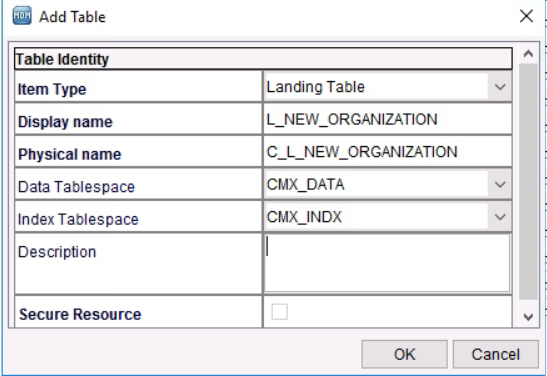 MDM Add Table
Table Identity
Item Type Landing Table
Display name L_NEW_ORGANIZATION
Physical name C_L_NEW_ORGANIZATION
Data Tablespace CMX_DATA
Index Tablespace CMX_INDX
Description
Secure Resource
OK Cancel